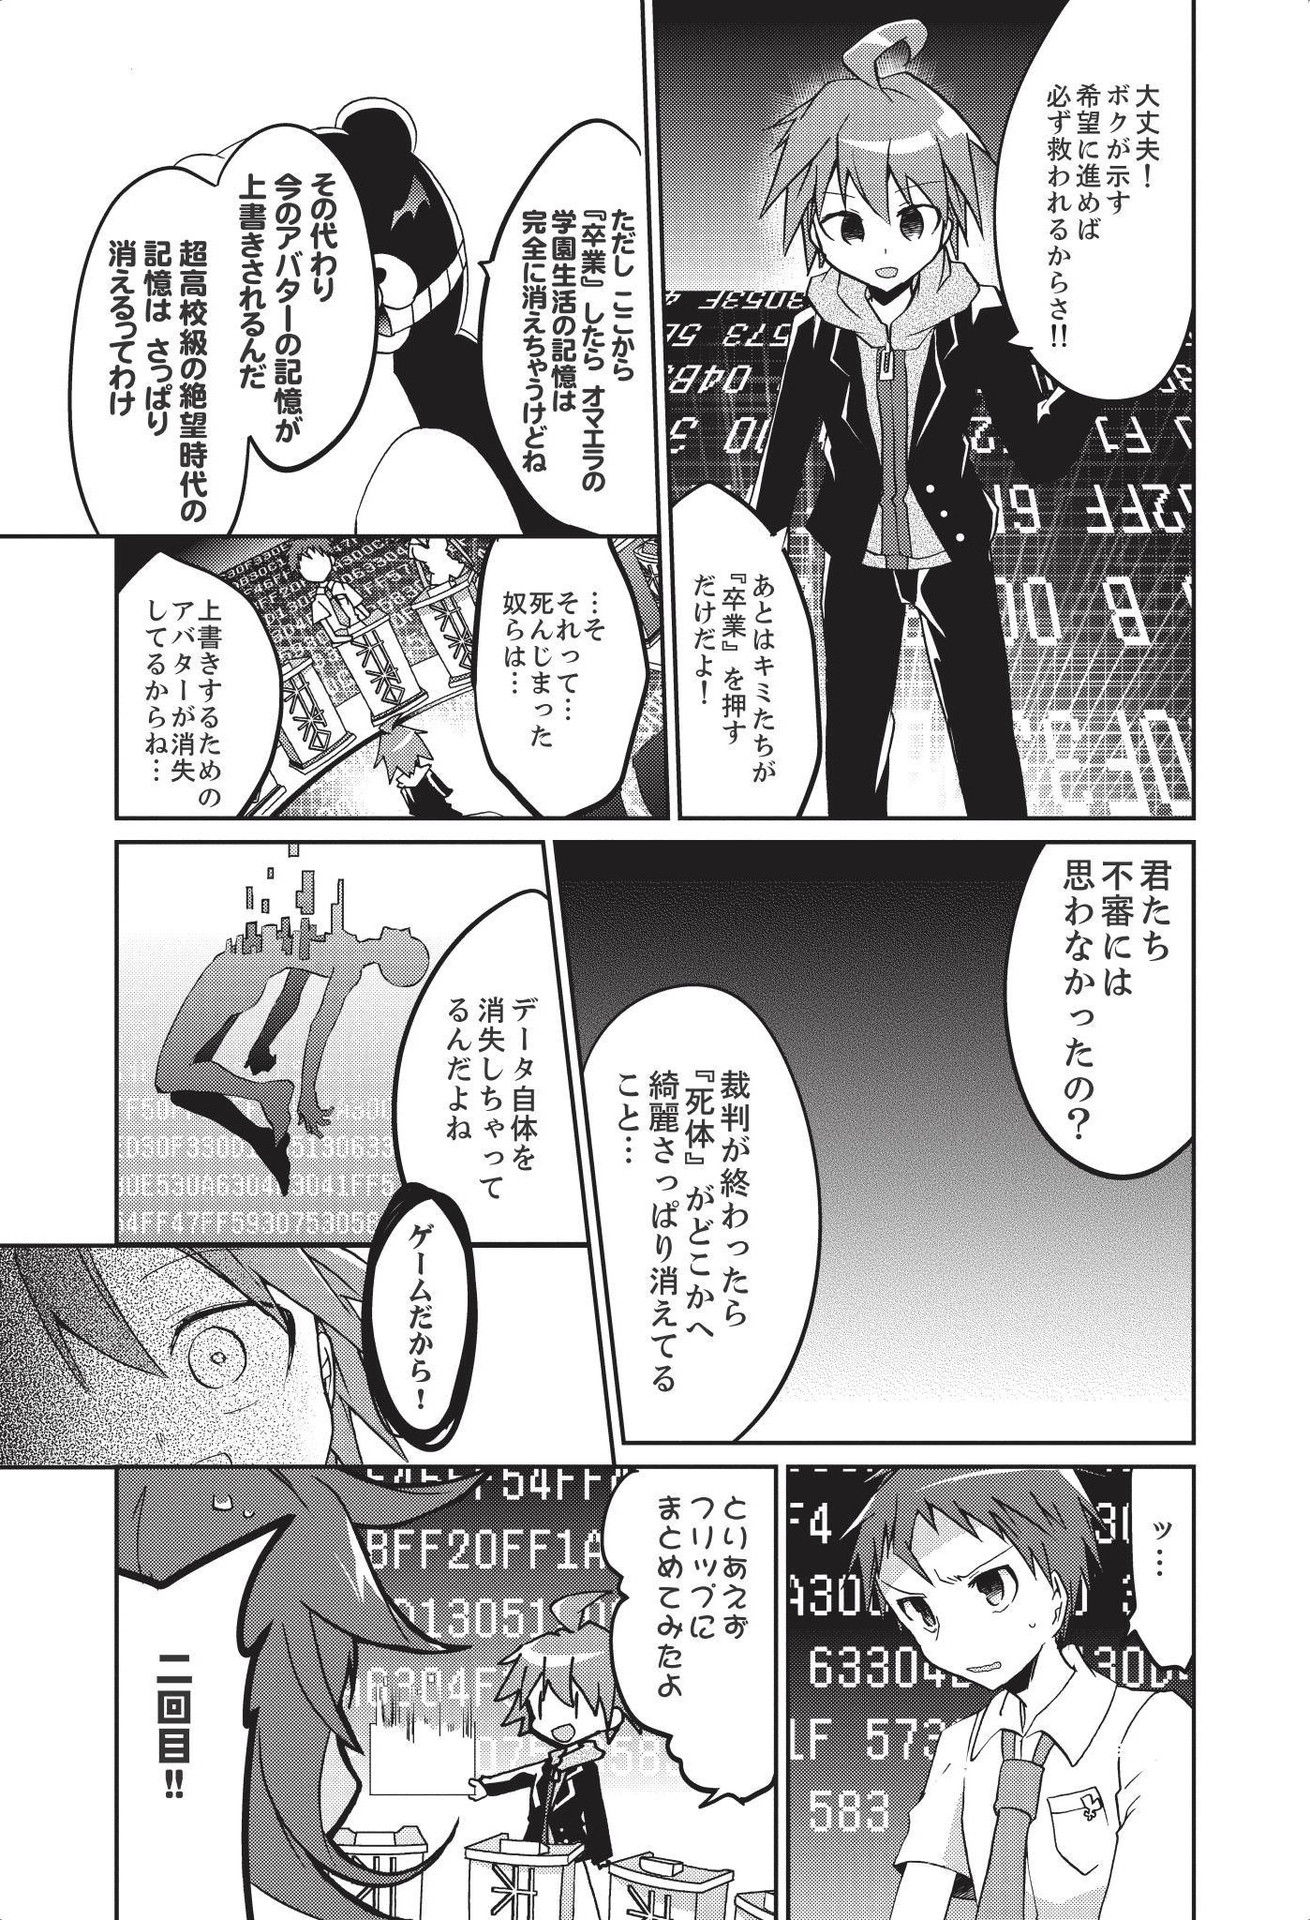 大丈夫!
ボクが示す
希望に進めば
必ず救われるからさ!!
あとはキミたちが
『卒業』を押す
だけだよ!
ただし ここから
『卒業』したら オマエラの
学園生活の記憶は
完全に消えちゃうけどね
その代わり
今のアバターの記憶が
上書きされるんだ
超高校級の絶望時代の
記憶は さっぱり
消えるってわけ
…そ
それって…
死んじまった
奴らは…
上書きするための
アバターが消失
してるからね…
君たち
不審には
思わなかったの?
裁判が終わったら
『死体』がどこかへ
綺麗さっぱり消えてる
こと…
データ自体を
消失しちゃって
るんだよね
ゲームだから!
ッ…
とりあえず
フリップに
まとめてみたよ
二回目!!